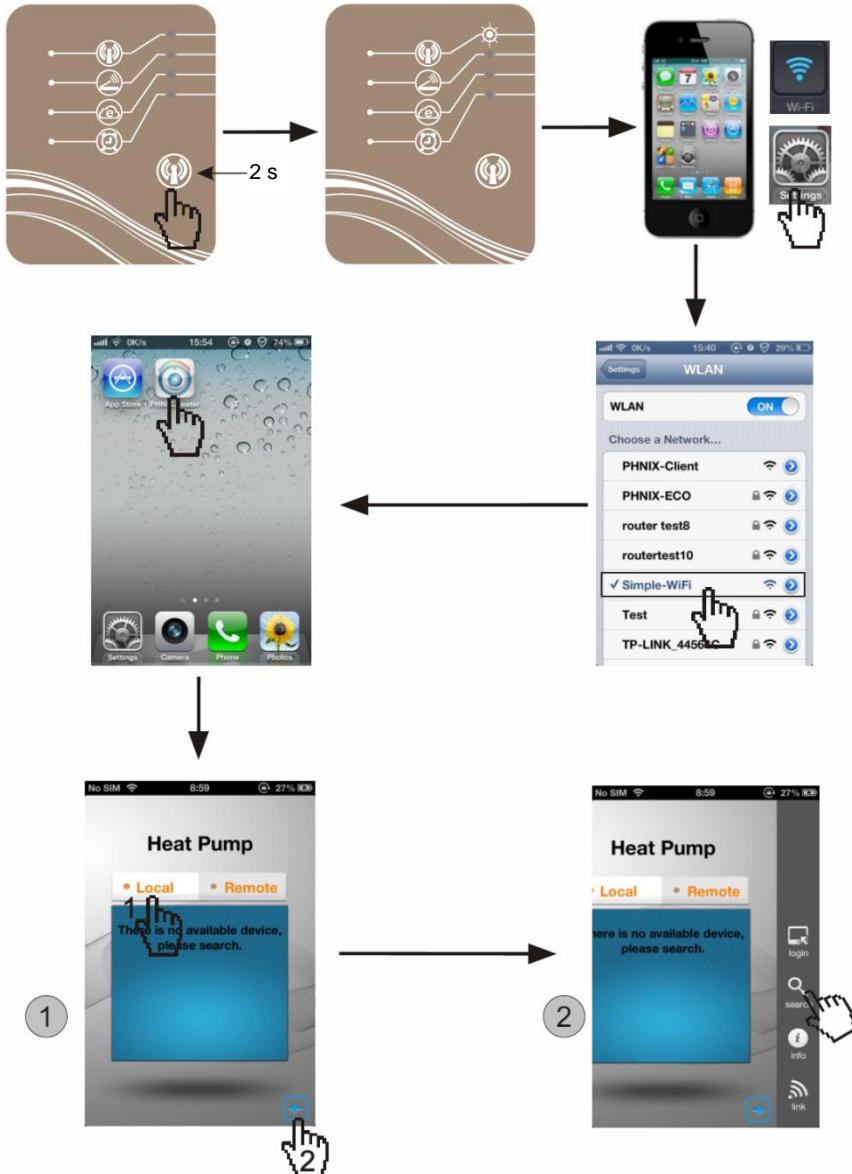 2 s
Wi-Fi
Settings
0K/s 15:54 74%
App Store
Settings Camera Phone Photos
0K/s 15:40 29%
Settings WLAN
WLAN ON
Choose a Network...
PHNIX-Client
PHNIX-ECO
router test8
routertest10
✓ Simple-WiFi
Test
TP-LINK_445
No SIM 8:59 27%
Heat Pump
Local Remote
1
There is no available device,
please search.
1
2
No SIM 8:59 27%
Heat Pump
Local Remote
here is no available device,
please search.
login
search
info
link
2